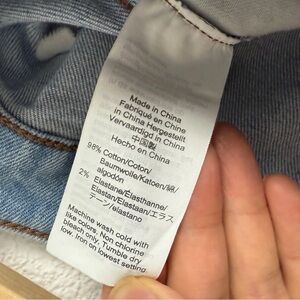 Made in China
Fabriqué en Chine
in China Hergestellt
Vervaardigd in China
中国製
Hecho en China
98% Cotton/Coton/
Baumwolle/Katoen/綿/
algodón
2% Elastane/Élasthanne/
Elastan/Elastaan/エラス
テーン/elastano
Machine wash cold with
like colors. Non chlorine
bleach only. Tumble dry
low. Iron on lowest setting.